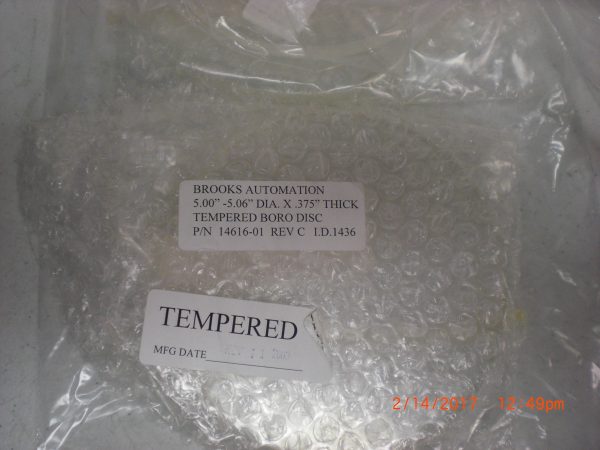 BROOKS AUTOMATION
5.00" -5.06" DIA. X .375" THICK
TEMPERED BORO DISC
P/N 14616-01 REV C I.D.1436
TEMPERED
MFG DATE
2/14/2017 12:49pm